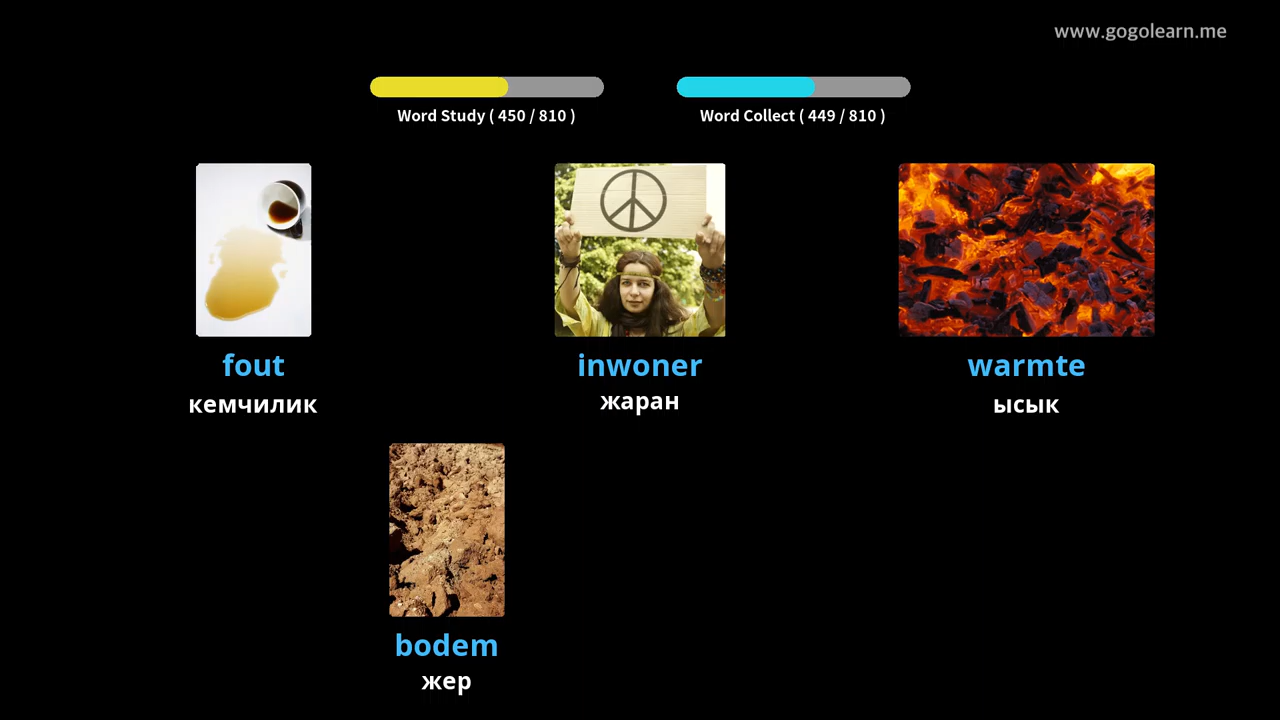 www.gogolearn.me
Word Study ( 450 / 810 )
Word Collect ( 449 / 810 )
fout
кемчилик
inwoner
жаран
warmte
ысык
bodem
жер